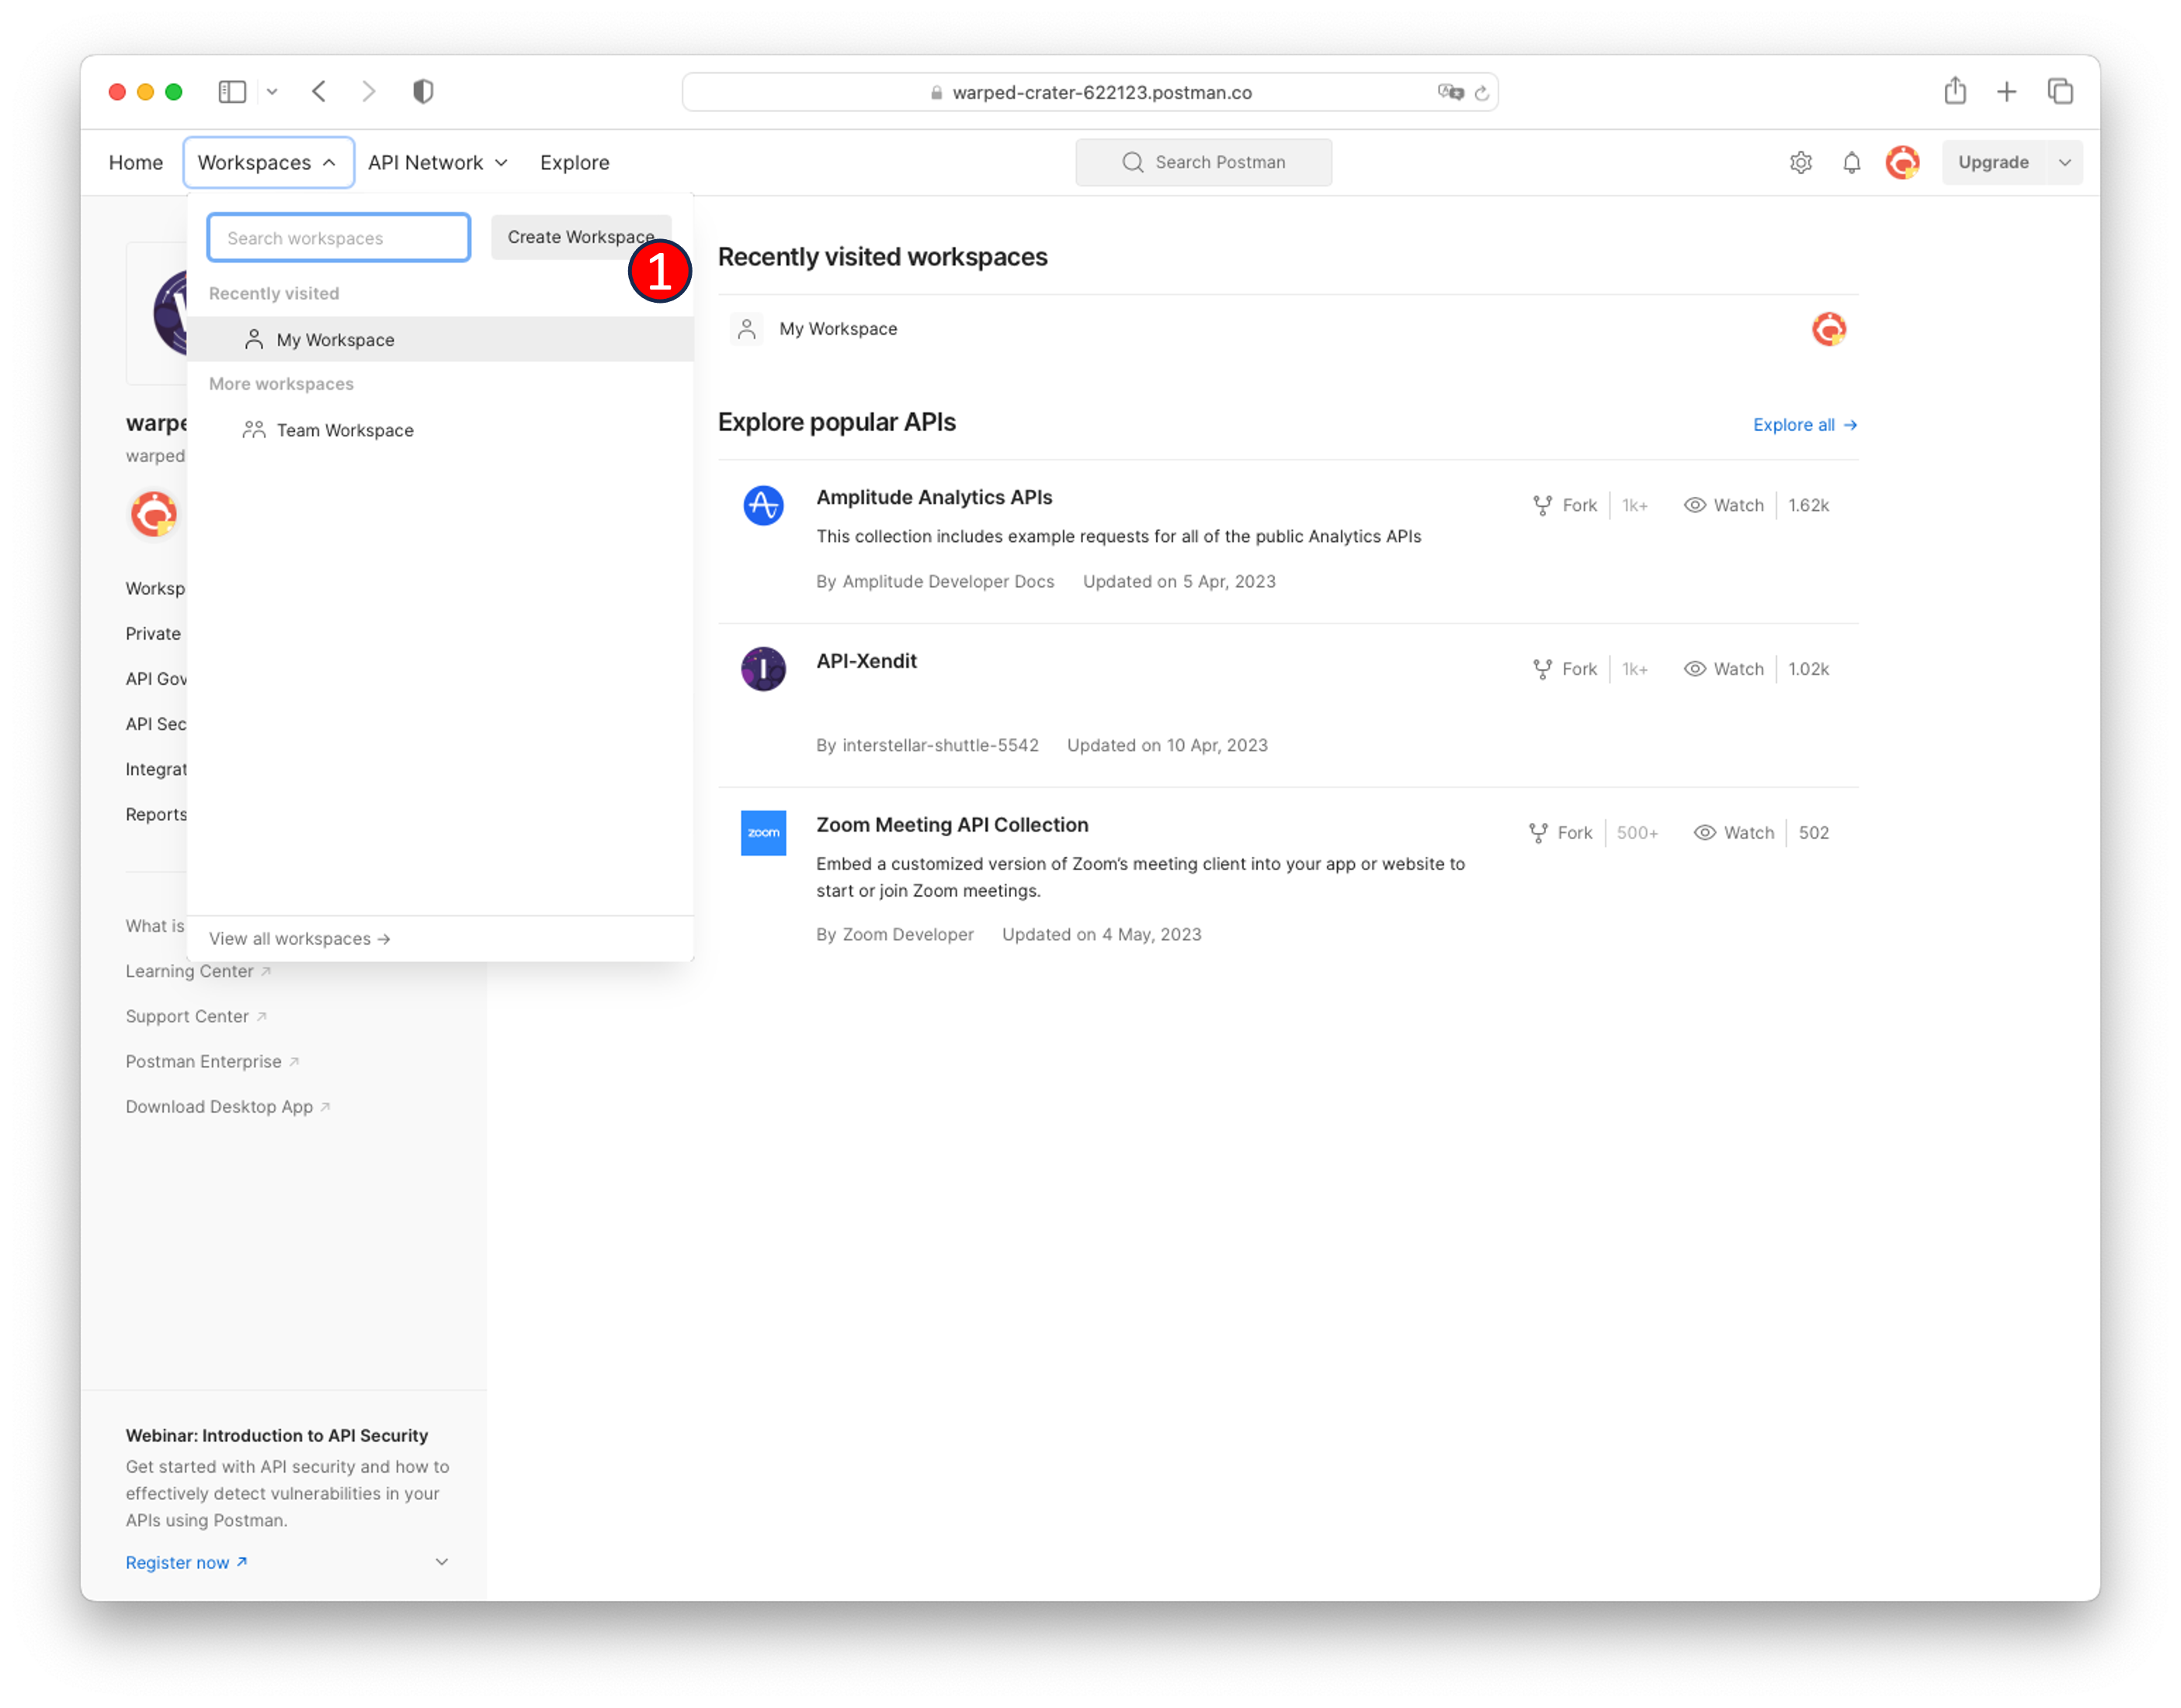 warped-crater-622123.postman.co
Home Workspaces API Network Explore Search Postman Upgrade
Search workspaces Create Workspace
1
Recently visited
My Workspace
More workspaces
Team Workspace
View all workspaces →
warpe
warped
Worksp
Private
API Gov
API Sec
Integrat
Reports
What is
Learning Center ↗
Support Center ↗
Postman Enterprise ↗
Download Desktop App ↗
Webinar: Introduction to API Security
Get started with API security and how to
effectively detect vulnerabilities in your
APIs using Postman.
Register now ↗
Recently visited workspaces
My Workspace
Explore popular APIs Explore all →
Amplitude Analytics APIs Fork 1k+ Watch 1.62k
This collection includes example requests for all of the public Analytics APIs
By Amplitude Developer Docs Updated on 5 Apr, 2023
I
API-Xendit Fork 1k+ Watch 1.02k
By interstellar-shuttle-5542 Updated on 10 Apr, 2023
zoom
Zoom Meeting API Collection Fork 500+ Watch 502
Embed a customized version of Zoom's meeting client into your app or website to
start or join Zoom meetings.
By Zoom Developer Updated on 4 May, 2023